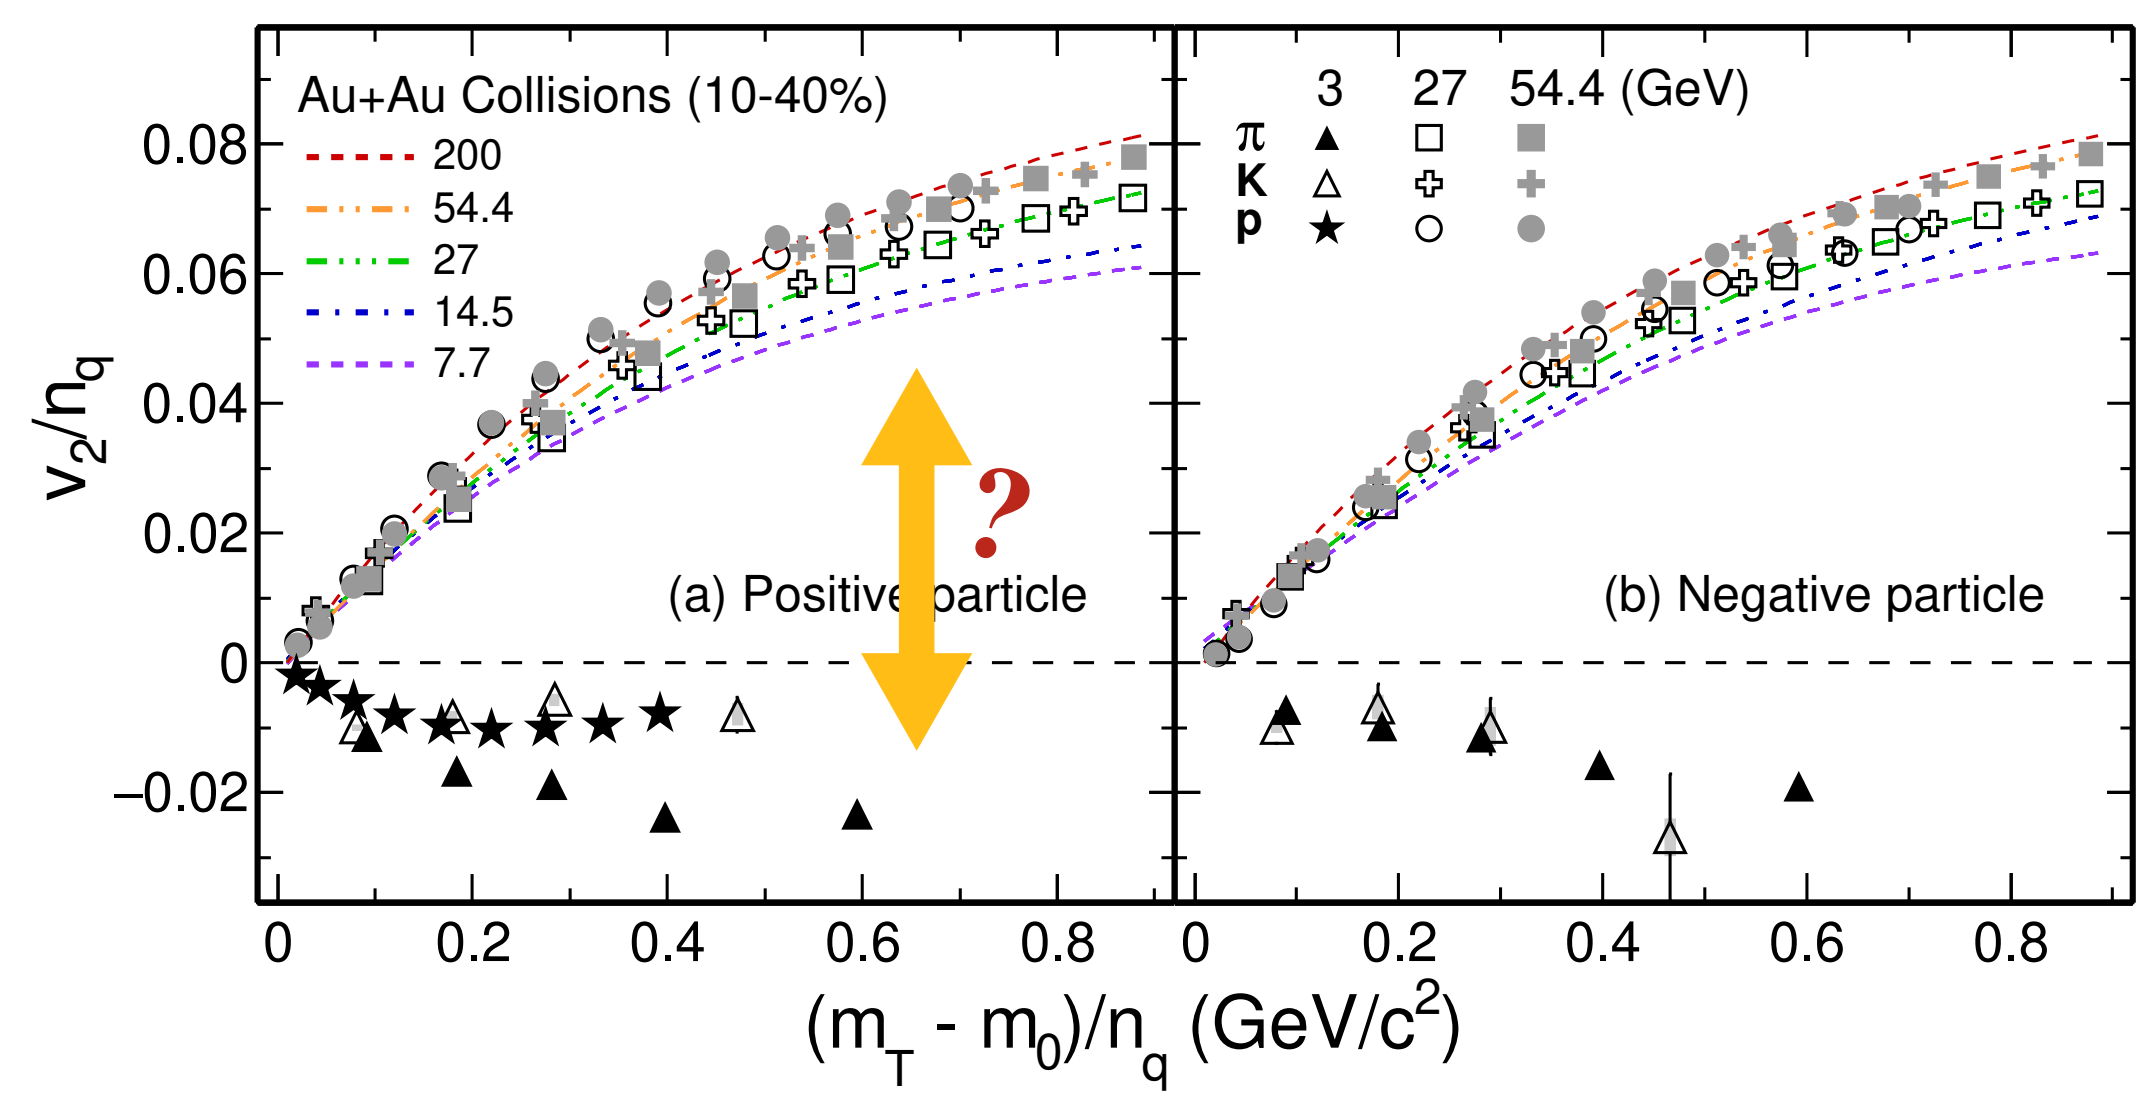 Au+Au Collisions (10-40%)
200
54.4
27
14.5
7.7
3 27 54.4 (GeV)
π
K
p
v2/nq
0.08
0.06
0.04
0.02
0
−0.02
?
(a) Positive particle
(b) Negative particle
0 0.2 0.4 0.6 0.8 0 0.2 0.4 0.6 0.8
(mT - m0)/nq (GeV/c²)